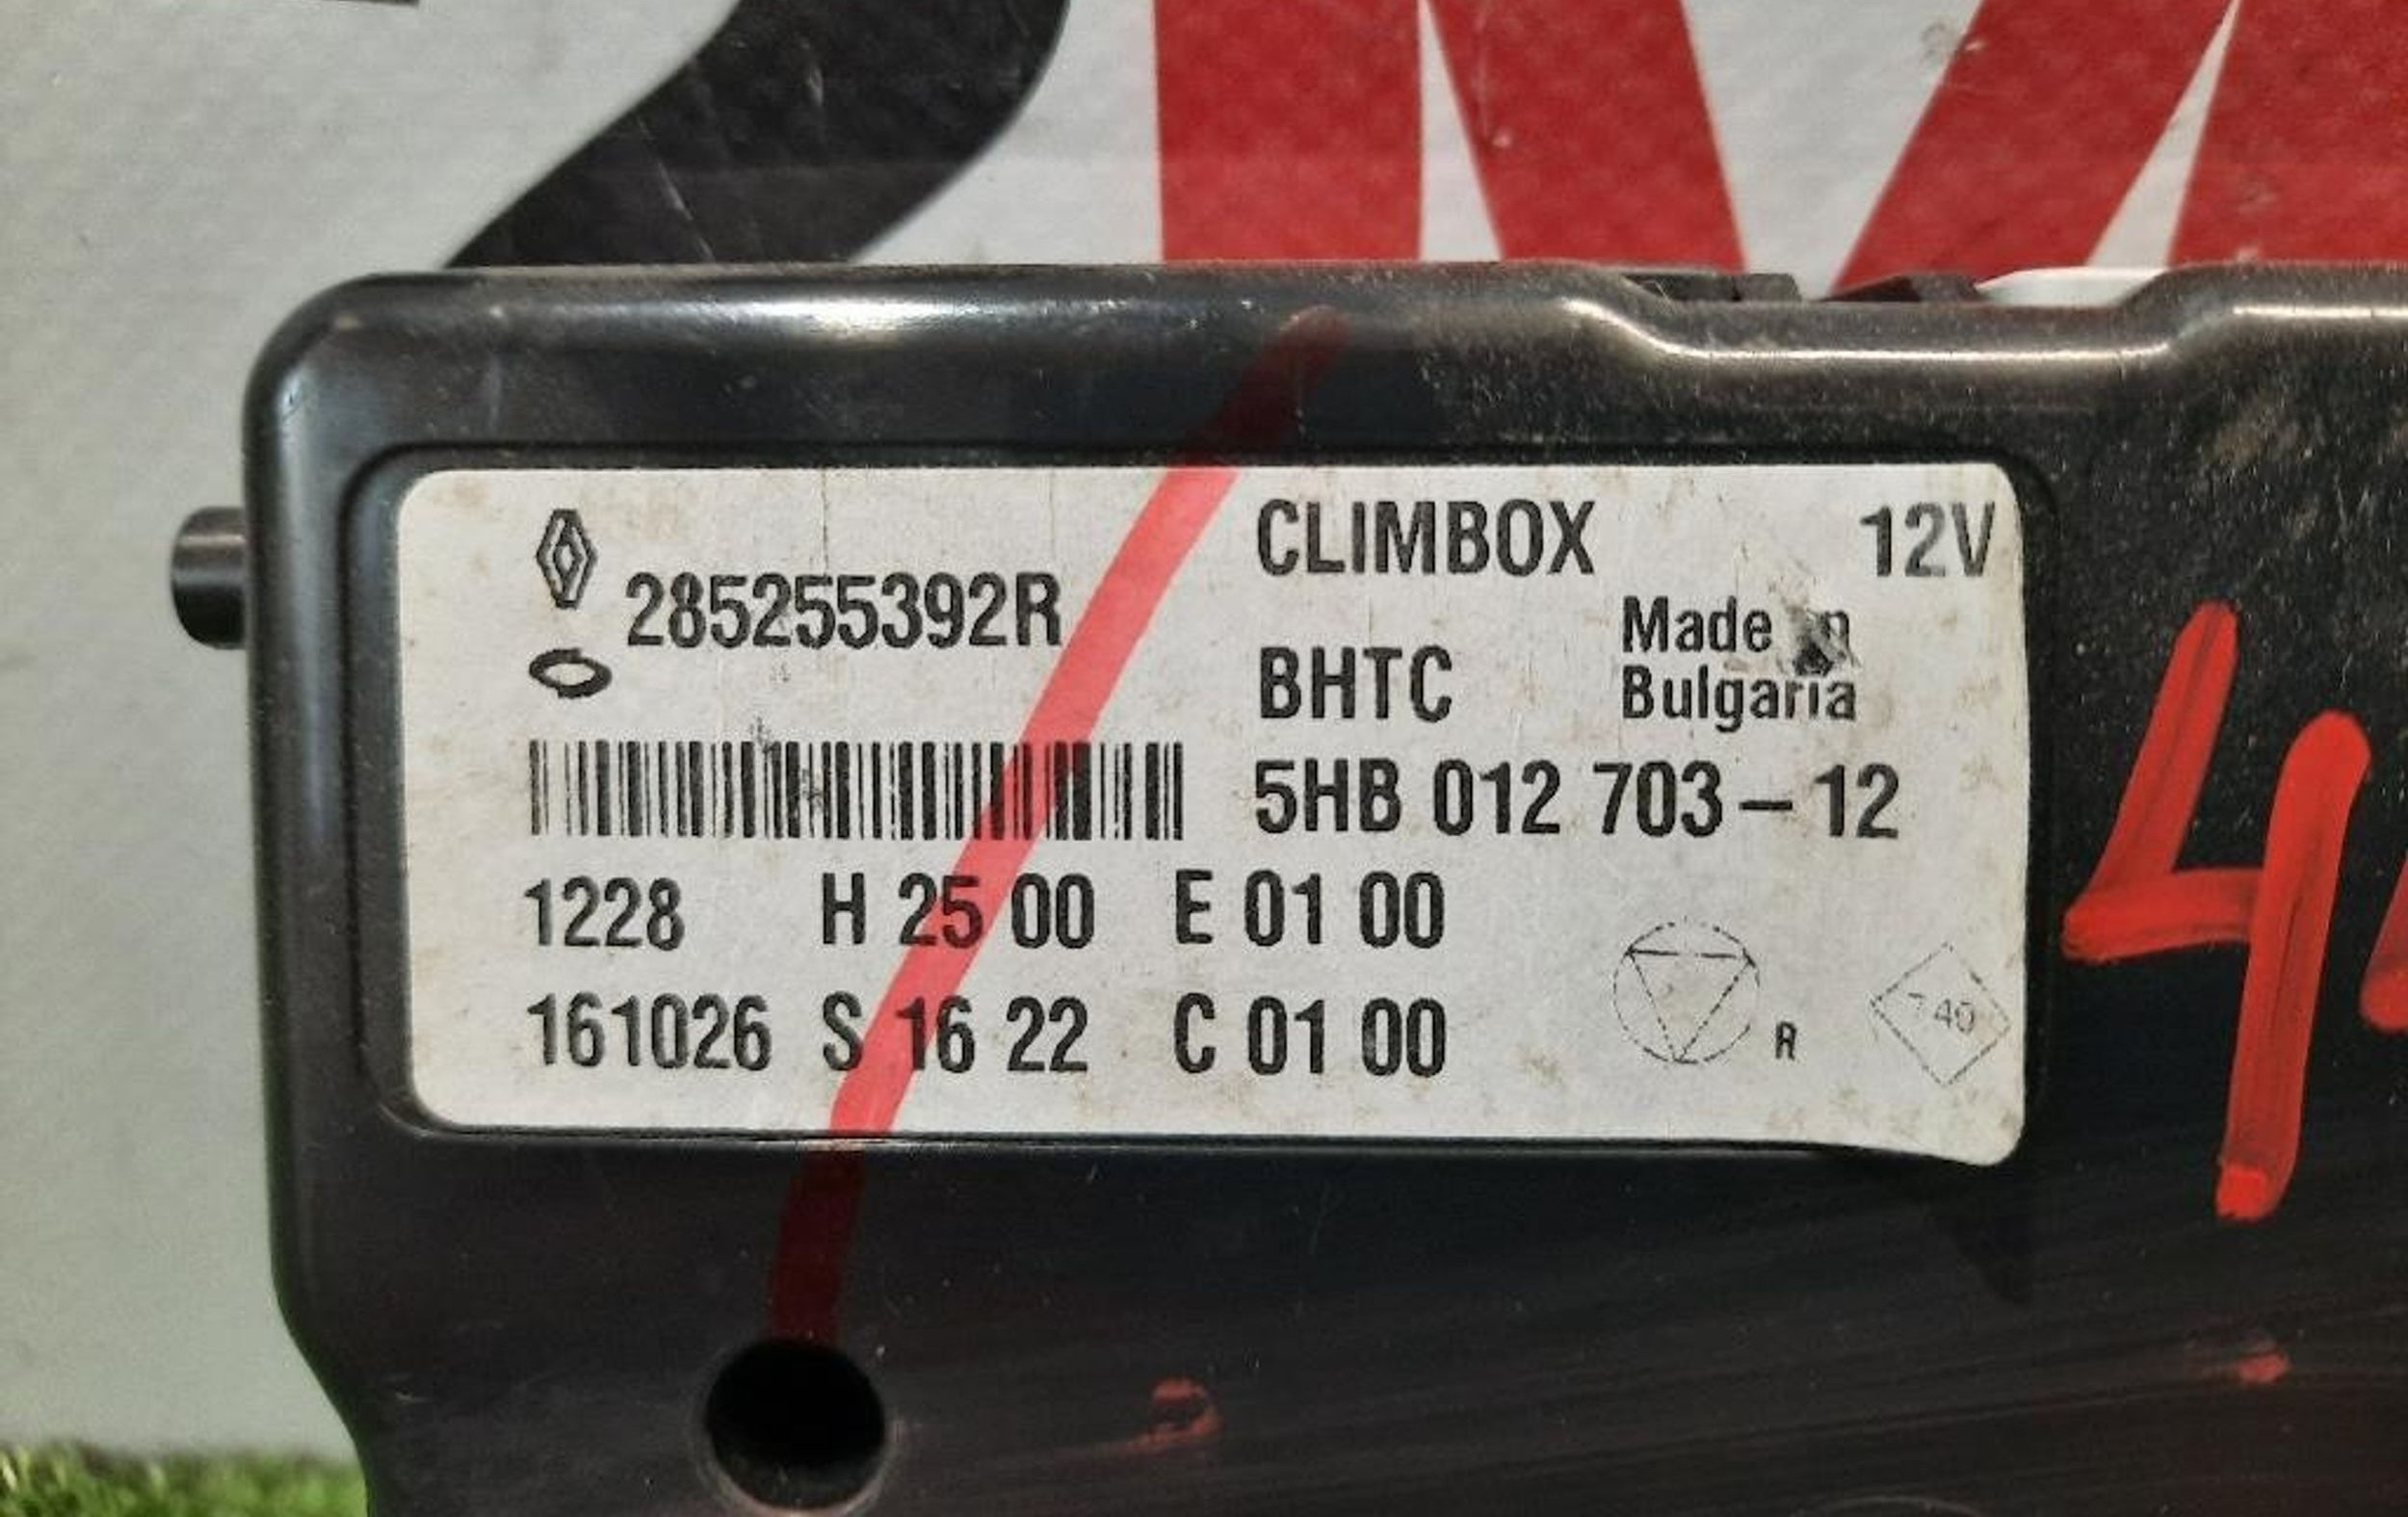 CLIMBOX 12V
285255392R
Made in
BHTC
Bulgaria
5HB 012 703-12
1228 H 25 00 E 01 00
161026 S 16 22 C 01 00
R
4